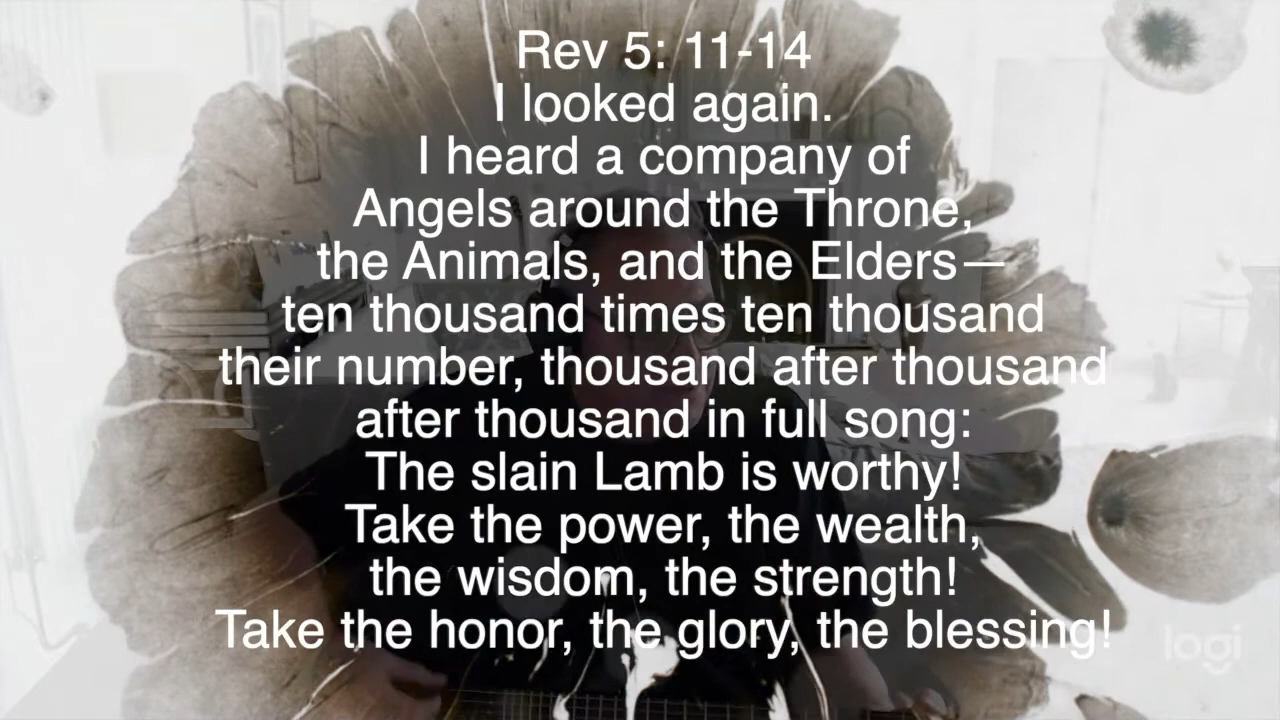 Rev 5: 11-14
I looked again.
I heard a company of
Angels around the Throne,
the Animals, and the Elders—
ten thousand times ten thousand
their number, thousand after thousand
after thousand in full song:
The slain Lamb is worthy!
Take the power, the wealth,
the wisdom, the strength!
Take the honor, the glory, the blessing!
logi